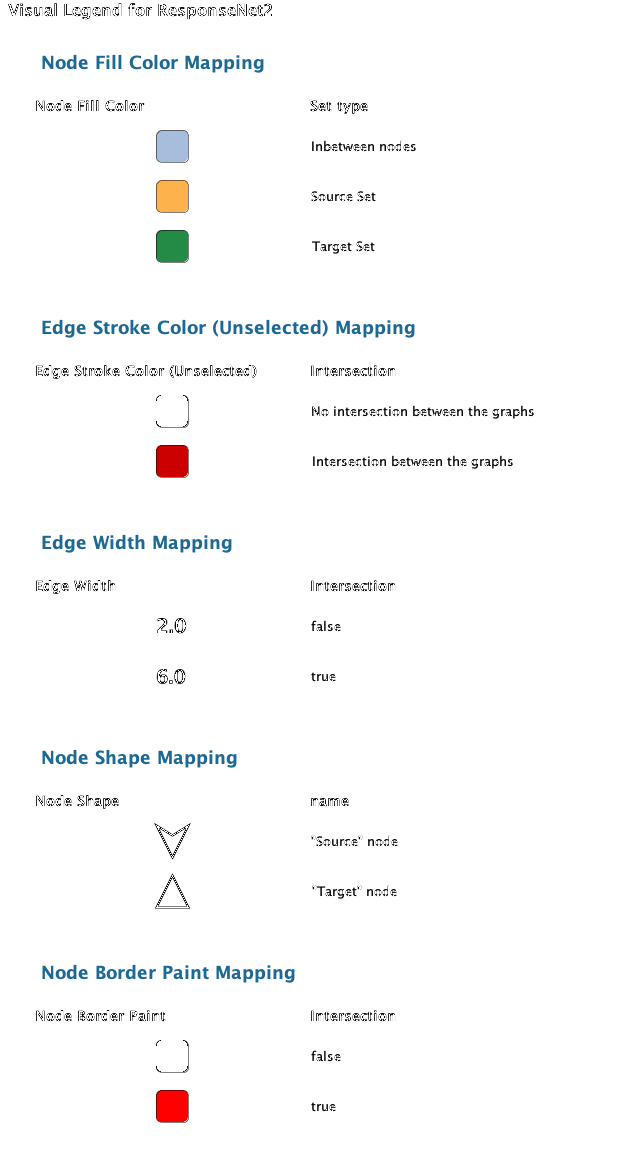 Visual Legend for ResponseNet2
Node Fill Color Mapping
Node Fill Color Set type
Inbetween nodes
Source Set
Target Set
Edge Stroke Color (Unselected) Mapping
Edge Stroke Color (Unselected) Intersection
No intersection between the graphs
Intersection between the graphs
Edge Width Mapping
Edge Width Intersection
2.0 false
6.0 true
Node Shape Mapping
Node Shape name
"Source" node
"Target" node
Node Border Paint Mapping
Node Border Paint Intersection
false
true